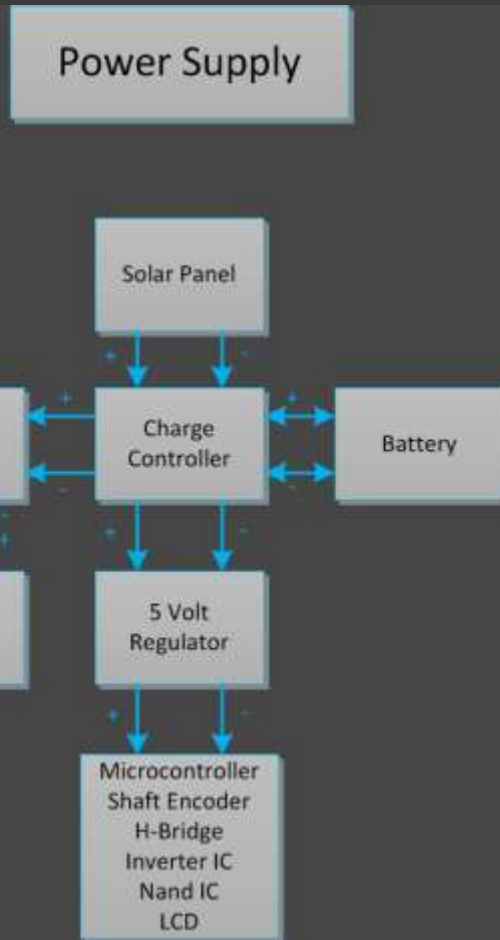 Power Supply
Solar Panel
+ -
+ Charge Controller + Battery
- -
-
+
+ -
5 Volt
Regulator
+ -
Microcontroller
Shaft Encoder
H-Bridge
Inverter IC
Nand IC
LCD